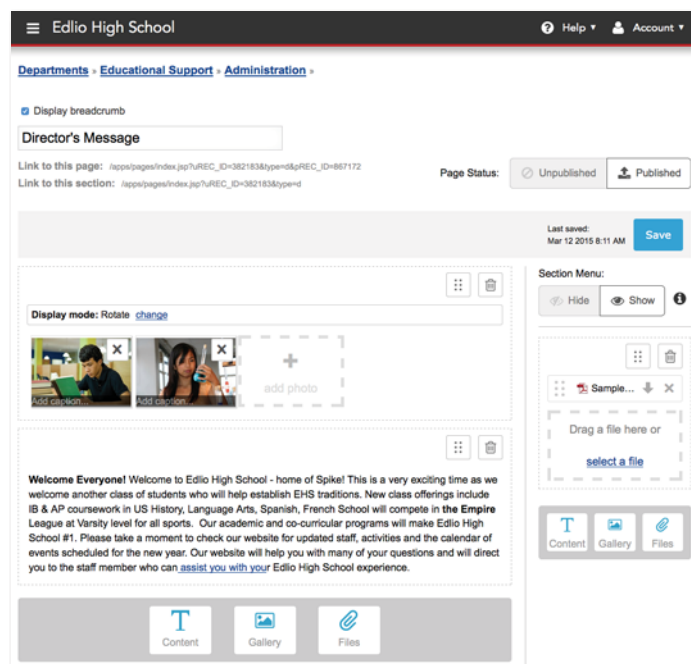 Edlio High School
Help
Account
Departments » Educational Support » Administration »
Display breadcrumb
Director's Message
Link to this page: /apps/pages/index.jsp?uREC_ID=382183&type=d&pREC_ID=867172
Link to this section: /apps/pages/index.jsp?uREC_ID=382183&type=d
Page Status:
Unpublished
Published
Last saved:
Mar 12 2015 8:11 AM
Save
Display mode: Rotate change
Add caption...
Add caption...
add photo
Welcome Everyone! Welcome to Edlio High School - home of Spike! This is a very exciting time as we
welcome another class of students who will help establish EHS traditions. New class offerings include
IB & AP coursework in US History, Language Arts, Spanish, French School will compete in the Empire
League at Varsity level for all sports. Our academic and co-curricular programs will make Edlio High
School #1. Please take a moment to check our website for updated staff, activities and the calendar of
events scheduled for the new year. Our website will help you with many of your questions and will direct
you to the staff member who can assist you with your Edlio High School experience.
Content
Gallery
Files
Section Menu:
Hide
Show
Sample...
Drag a file here or
select a file
Content
Gallery
Files